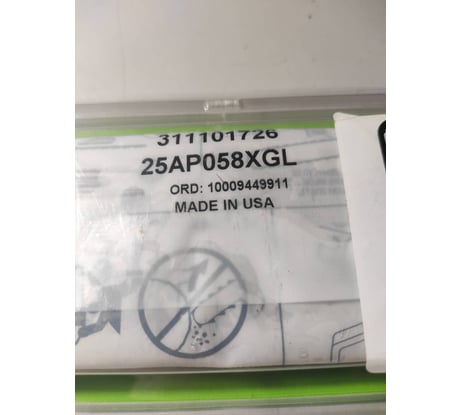 311101726
25AP058XGL
ORD: 10009449911
MADE IN USA